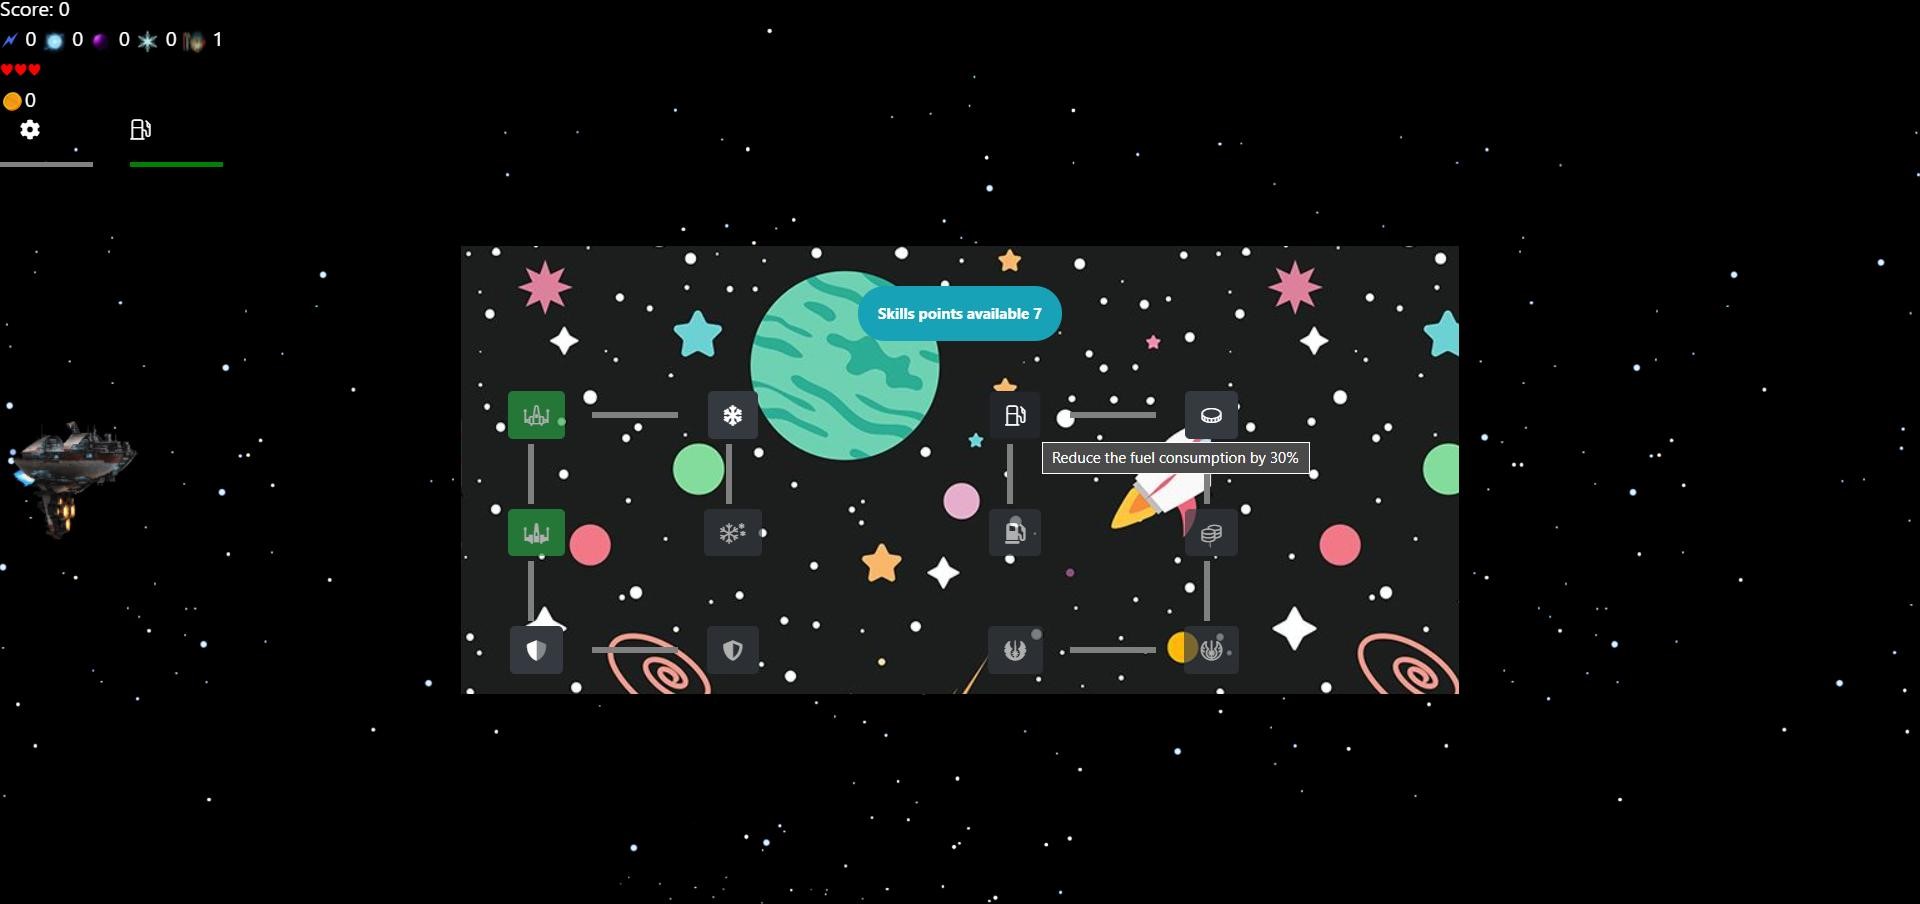 Score: 0
0 0 0 0 1
0
Skills points available 7
Reduce the fuel consumption by 30%